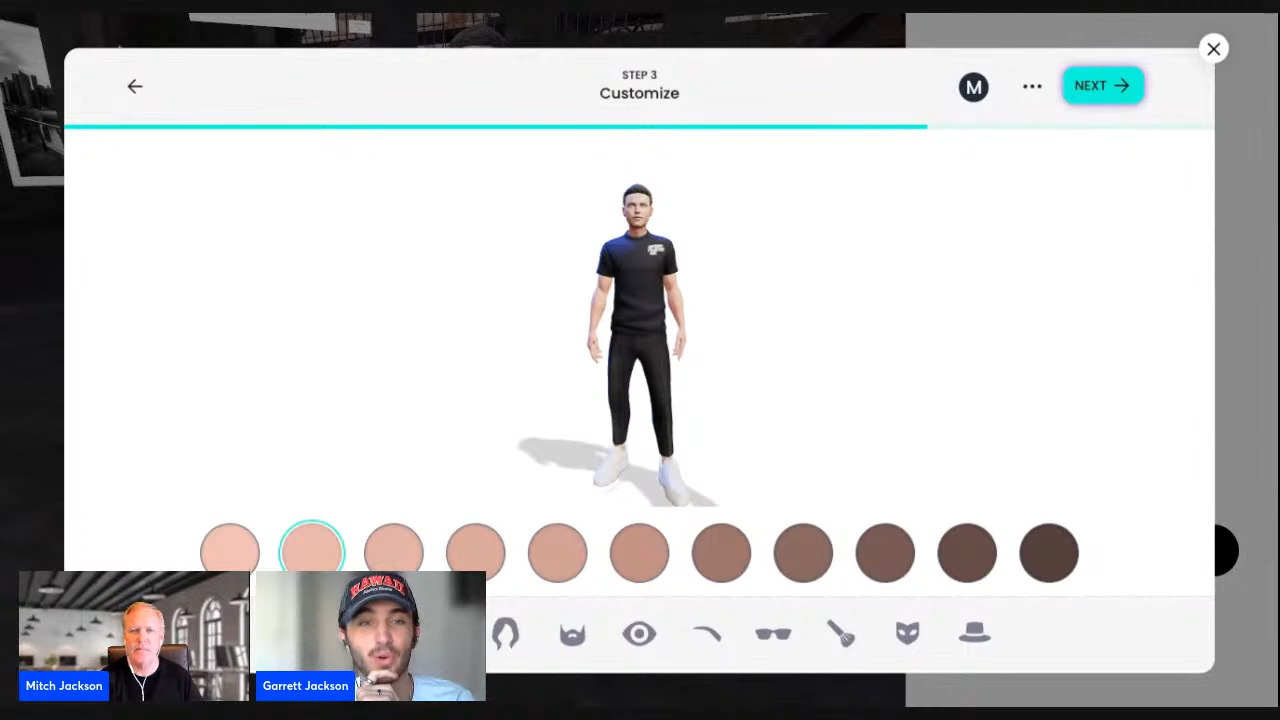 STEP 3
Customize
M
NEXT
HAWAII
Mitch Jackson
Garrett Jackson